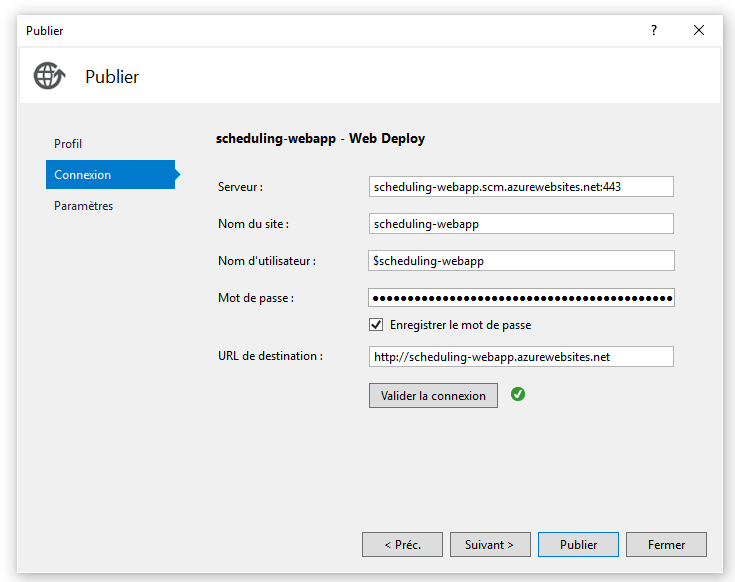 Publier
?
Publier
Profil
Connexion
Paramètres
scheduling-webapp - Web Deploy
Serveur : scheduling-webapp.scm.azurewebsites.net:443
Nom du site : scheduling-webapp
Nom d'utilisateur : $scheduling-webapp
Mot de passe : ●●●●●●●●●●●●●●●●●●●●●●●●●●●●●●●●●●●●●●●●●●●
Enregistrer le mot de passe
URL de destination : http://scheduling-webapp.azurewebsites.net
Valider la connexion
< Préc. Suivant > Publier Fermer